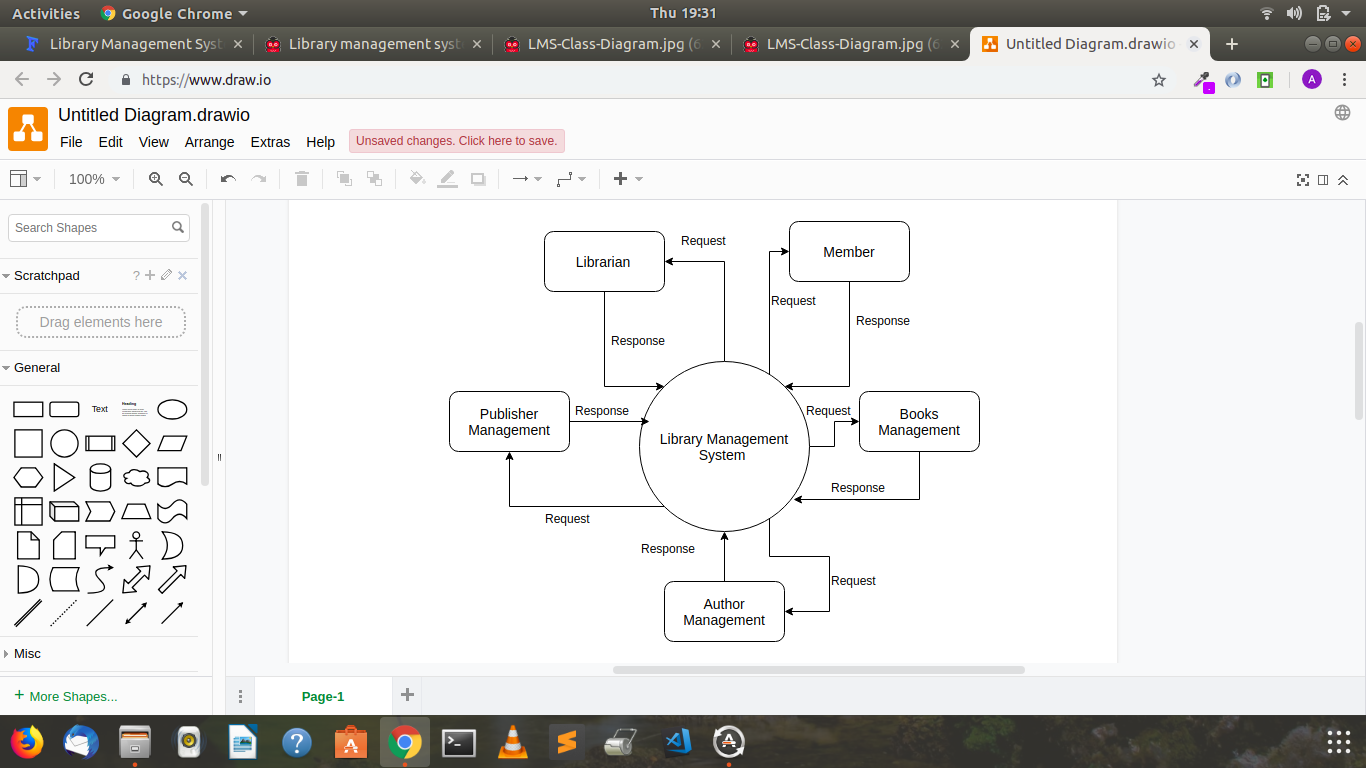 Activities
Google Chrome
Thu 19:31
Library Management Syst
Library management syst
LMS-Class-Diagram.jpg (6
LMS-Class-Diagram.jpg (6
Untitled Diagram.drawio
https://www.draw.io
A
Untitled Diagram.drawio
File Edit View Arrange Extras Help
Unsaved changes. Click here to save.
100%
Search Shapes
Scratchpad
?
Drag elements here
General
Text
Heading
Misc
+ More Shapes...
Librarian
Request
Member
Request
Response
Response
Publisher
Management
Response
Library Management
System
Request
Books
Management
Response
Request
Response
Request
Author
Management
Page-1